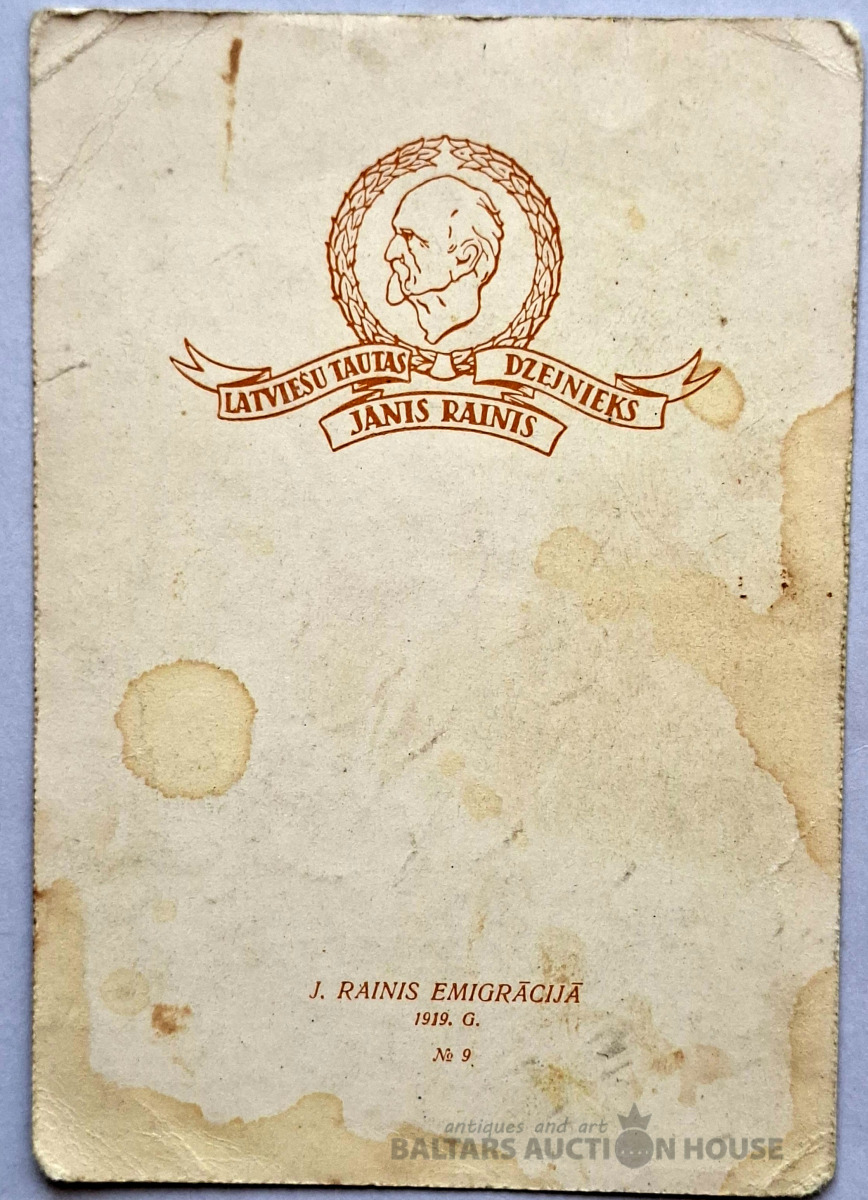 LATVIEŠU TAUTAS DZEJNIEKS
JĀNIS RAINIS
J. RAINIS EMIGRĀCIJĀ
1919. G.
№ 9
antiques and art
BALTARS AUCTION HOUSE